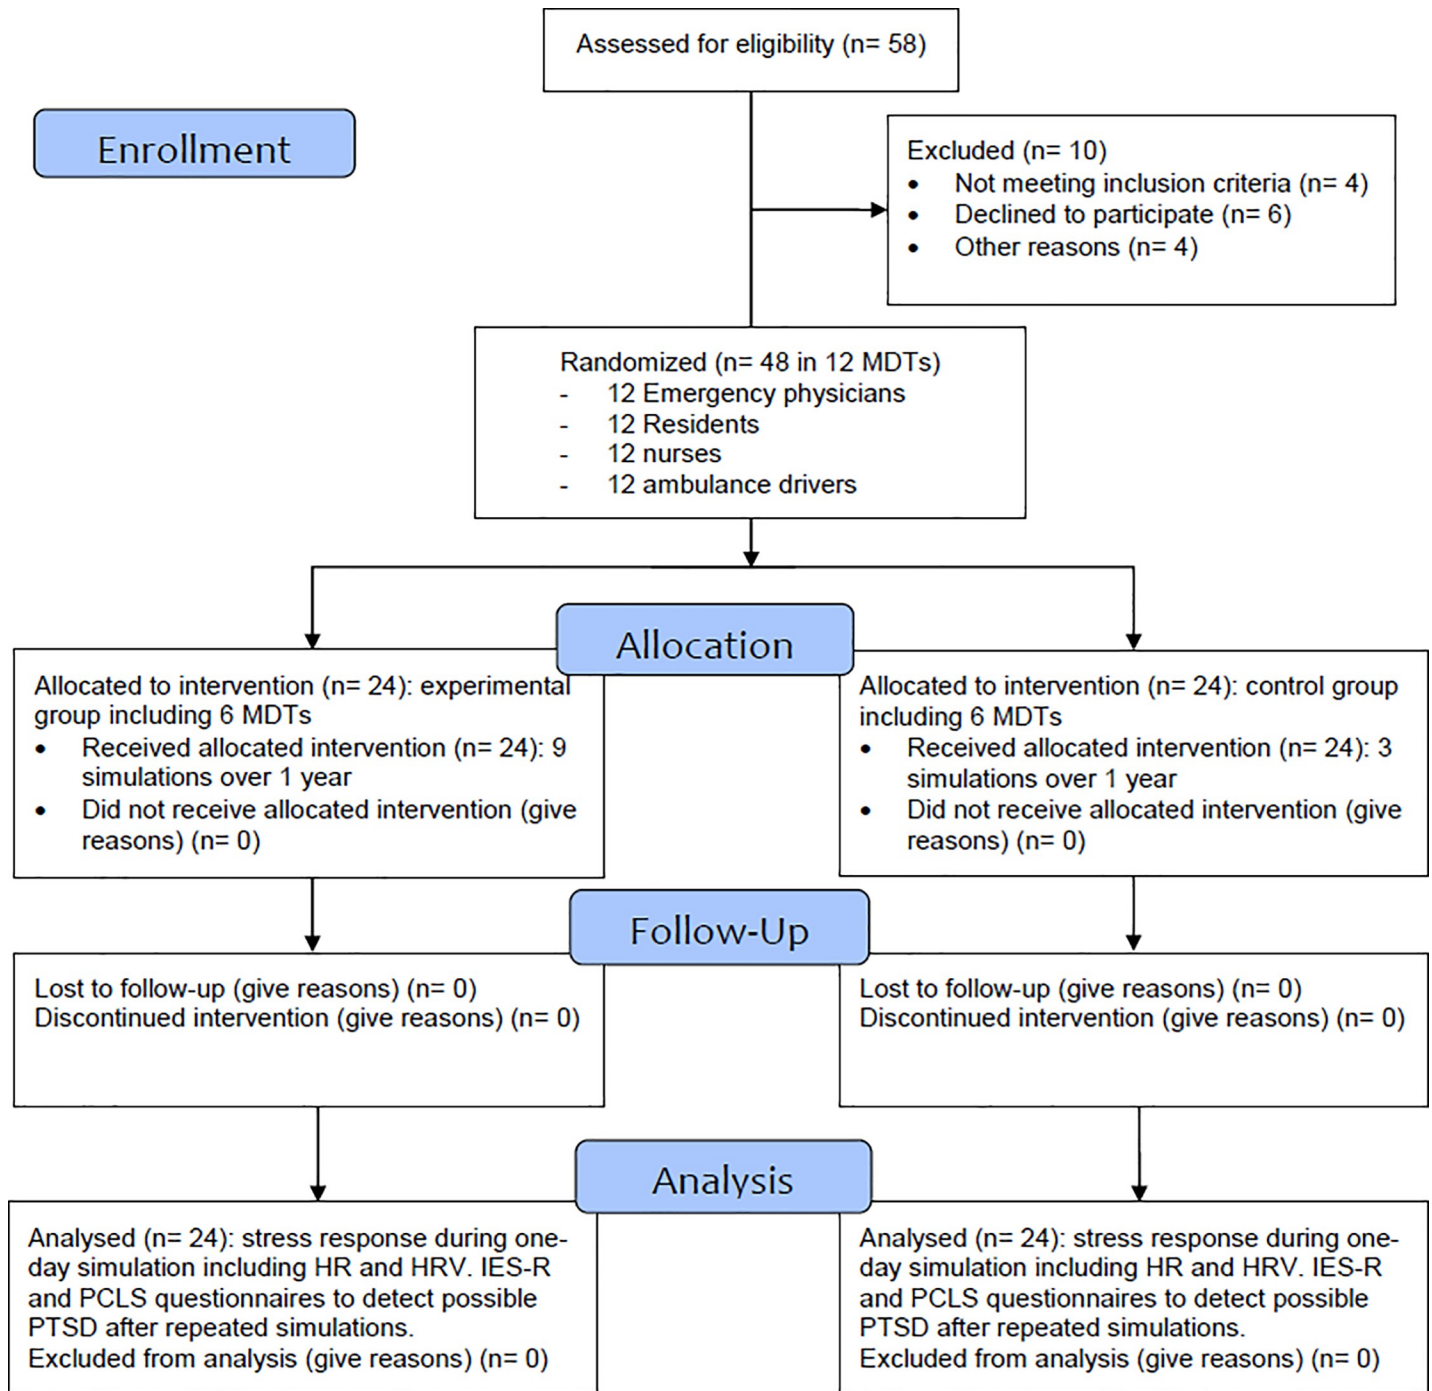 Assessed for eligibility (n= 58)
Enrollment
Excluded (n= 10)
• Not meeting inclusion criteria (n= 4)
• Declined to participate (n= 6)
• Other reasons (n= 4)
Randomized (n= 48 in 12 MDTs)
- 12 Emergency physicians
- 12 Residents
- 12 nurses
- 12 ambulance drivers
Allocation
Allocated to intervention (n= 24): experimental
group including 6 MDTs
• Received allocated intervention (n= 24): 9
simulations over 1 year
• Did not receive allocated intervention (give
reasons) (n= 0)
Allocated to intervention (n= 24): control group
including 6 MDTs
• Received allocated intervention (n= 24): 3
simulations over 1 year
• Did not receive allocated intervention (give
reasons) (n= 0)
Follow-Up
Lost to follow-up (give reasons) (n= 0)
Discontinued intervention (give reasons) (n= 0)
Lost to follow-up (give reasons) (n= 0)
Discontinued intervention (give reasons) (n= 0)
Analysis
Analysed (n= 24): stress response during one-
day simulation including HR and HRV. IES-R
and PCLS questionnaires to detect possible
PTSD after repeated simulations.
Excluded from analysis (give reasons) (n= 0)
Analysed (n= 24): stress response during one-
day simulation including HR and HRV. IES-R
and PCLS questionnaires to detect possible
PTSD after repeated simulations.
Excluded from analysis (give reasons) (n= 0)